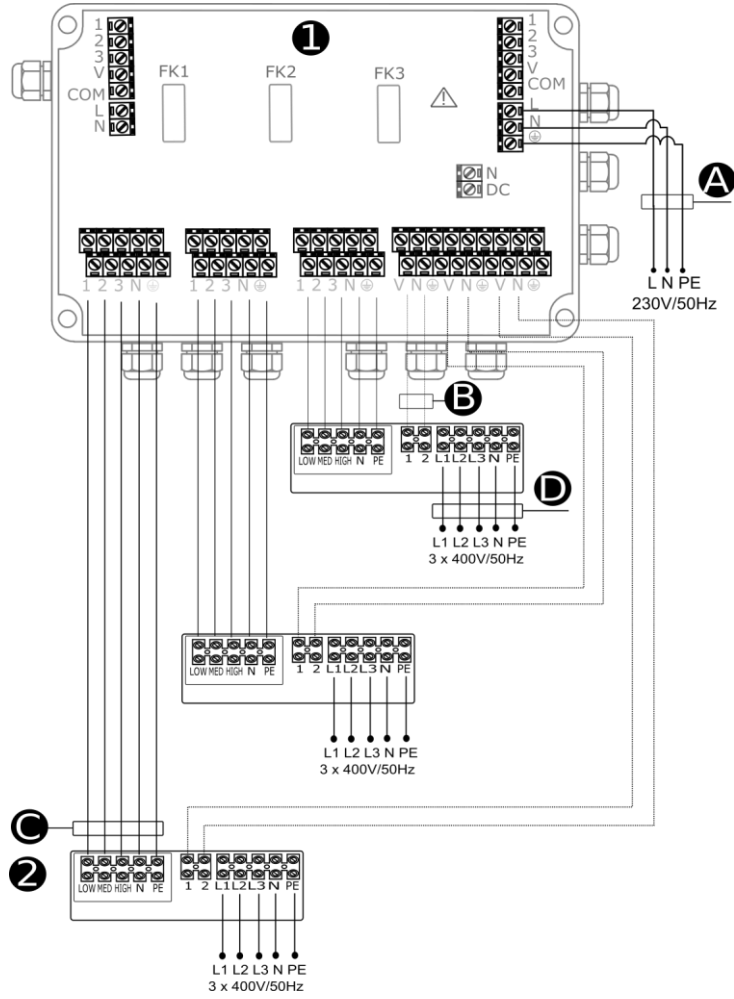 1
1
2
3
V
COM
L
N
FK1 FK2 FK3
1
2
3
V
COM
L
N
N
DC
A
L N PE
230V/50Hz
1 2 3 N
1 2 3 N
1 2 3 N
V N V N V N
B
LOW MED HIGH N PE 1 2 L1 L2 L3 N PE
D
L1 L2 L3 N PE
3 x 400V/50Hz
LOW MED HIGH N PE 1 2 L1 L2 L3 N PE
L1 L2 L3 N PE
3 x 400V/50Hz
C
2
LOW MED HIGH N PE 1 2 L1 L2 L3 N PE
L1 L2 L3 N PE
3 x 400V/50Hz